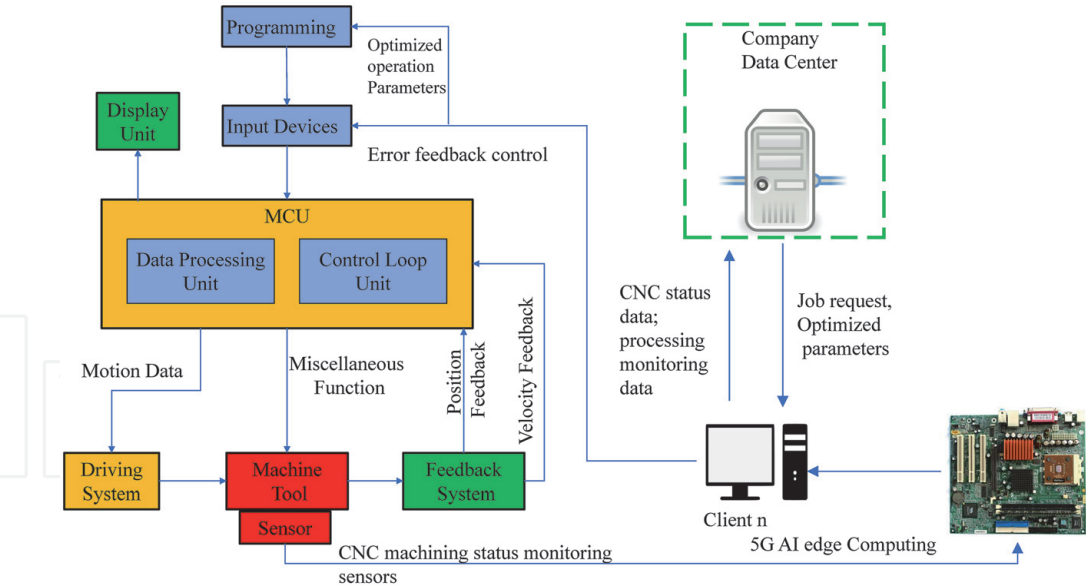 Programming
Optimized
operation
Parameters
Company
Data Center
Display
Unit
Input Devices
Error feedback control
MCU
Data Processing
Unit
Control Loop
Unit
CNC status
data;
processing
monitoring
data
Job request,
Optimized
parameters
Motion Data
Miscellaneous
Function
Position
Feedback
Velocity Feedback
Driving
System
Machine
Tool
Feedback
System
Sensor
Client n
5G AI edge Computing
CNC machining status monitoring
sensors